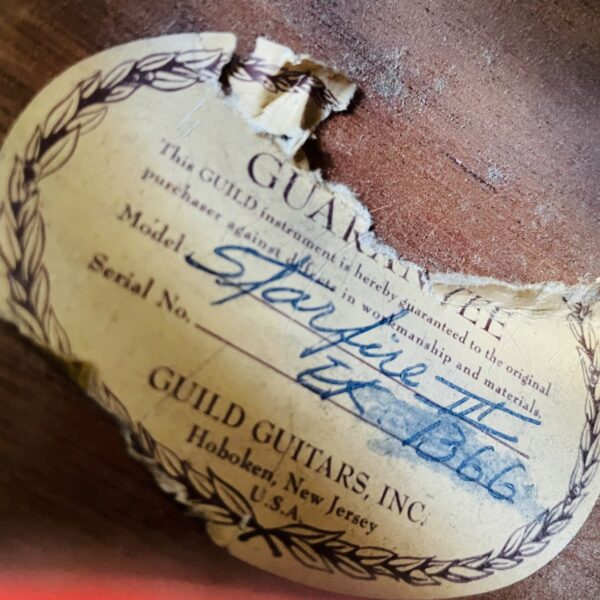 GUARANTEE
This GUILD instrument is hereby guaranteed to the original
purchaser against defects in workmanship and materials.
Model: Starfire III
Serial No. EK. 1366
GUILD GUITARS, INC.
Hoboken, New Jersey
U.S.A.